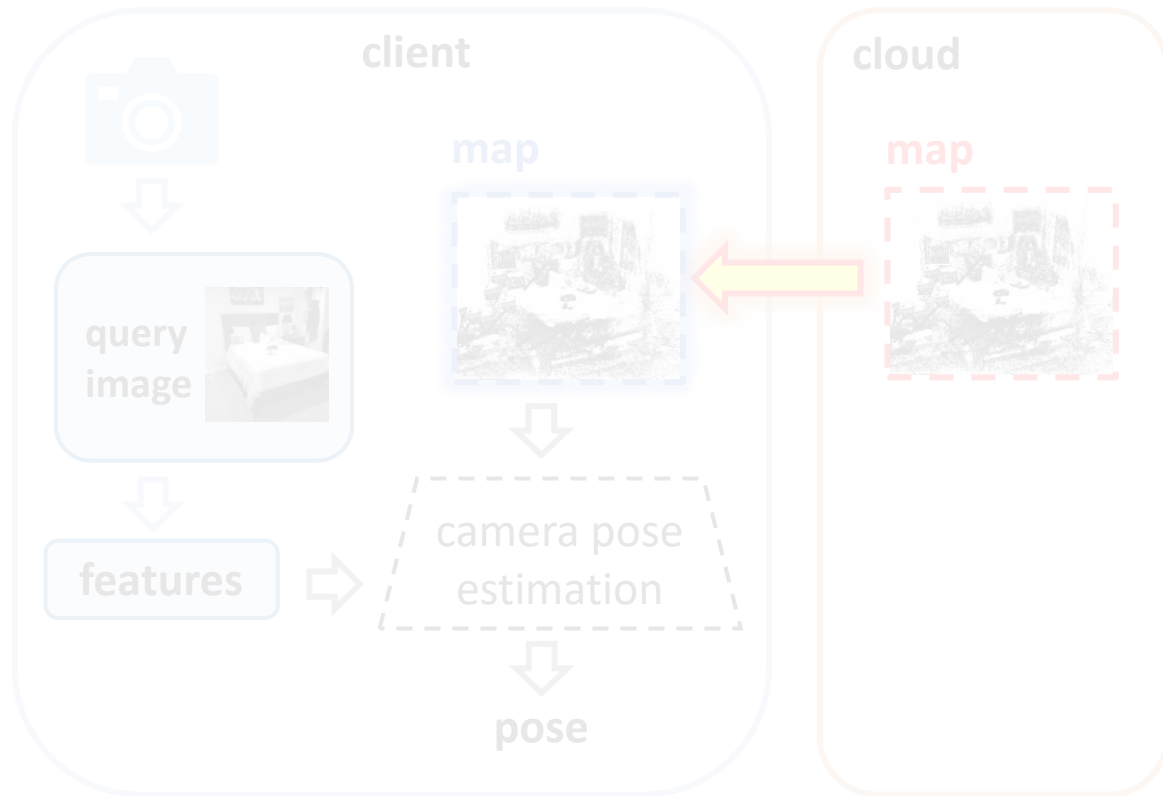 client
cloud
map
map
query
image
camera pose
estimation
features
pose